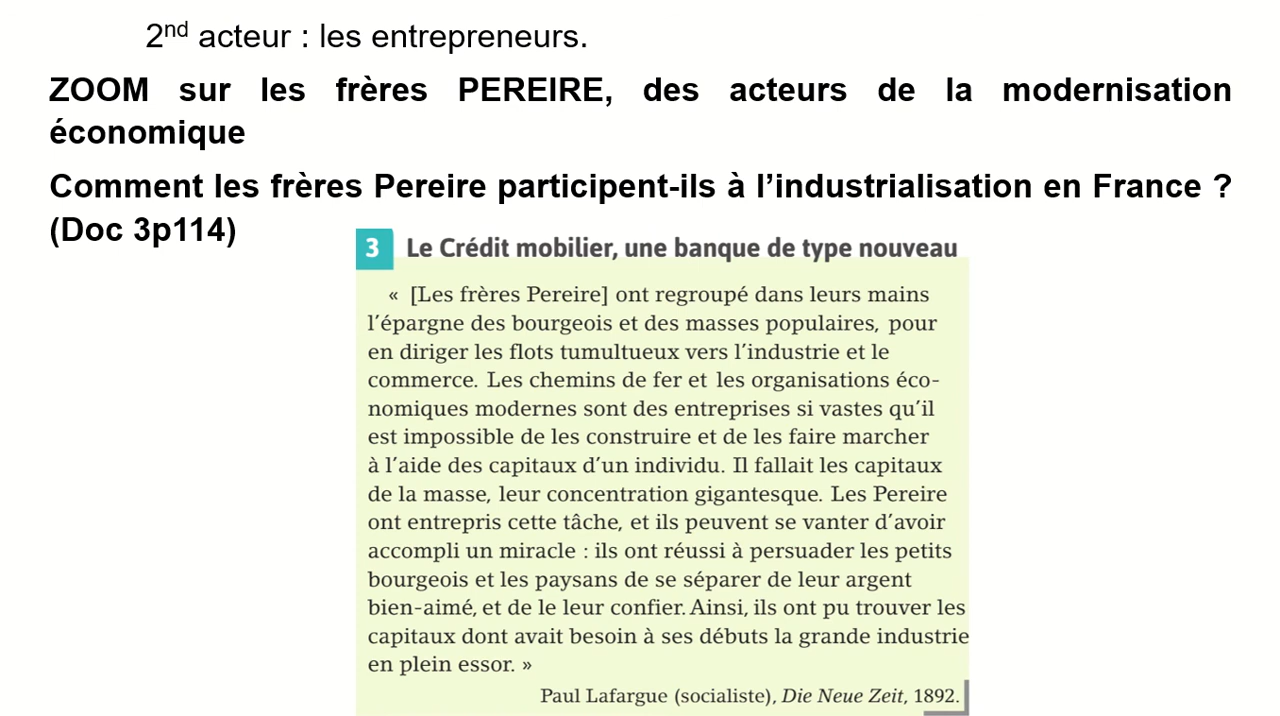 2nd acteur : les entrepreneurs.
ZOOM sur les frères PEREIRE, des acteurs de la modernisation
économique
Comment les frères Pereire participent-ils à l’industrialisation en France ?
(Doc 3p114)
3 Le Crédit mobilier, une banque de type nouveau
« [Les frères Pereire] ont regroupé dans leurs mains
l’épargne des bourgeois et des masses populaires, pour
en diriger les flots tumultueux vers l’industrie et le
commerce. Les chemins de fer et les organisations éco-
nomiques modernes sont des entreprises si vastes qu’il
est impossible de les construire et de les faire marcher
à l’aide des capitaux d’un individu. Il fallait les capitaux
de la masse, leur concentration gigantesque. Les Pereire
ont entrepris cette tâche, et ils peuvent se vanter d’avoir
accompli un miracle : ils ont réussi à persuader les petits
bourgeois et les paysans de se séparer de leur argent
bien-aimé, et de le leur confier. Ainsi, ils ont pu trouver les
capitaux dont avait besoin à ses débuts la grande industrie
en plein essor. »
Paul Lafargue (socialiste), Die Neue Zeit, 1892.